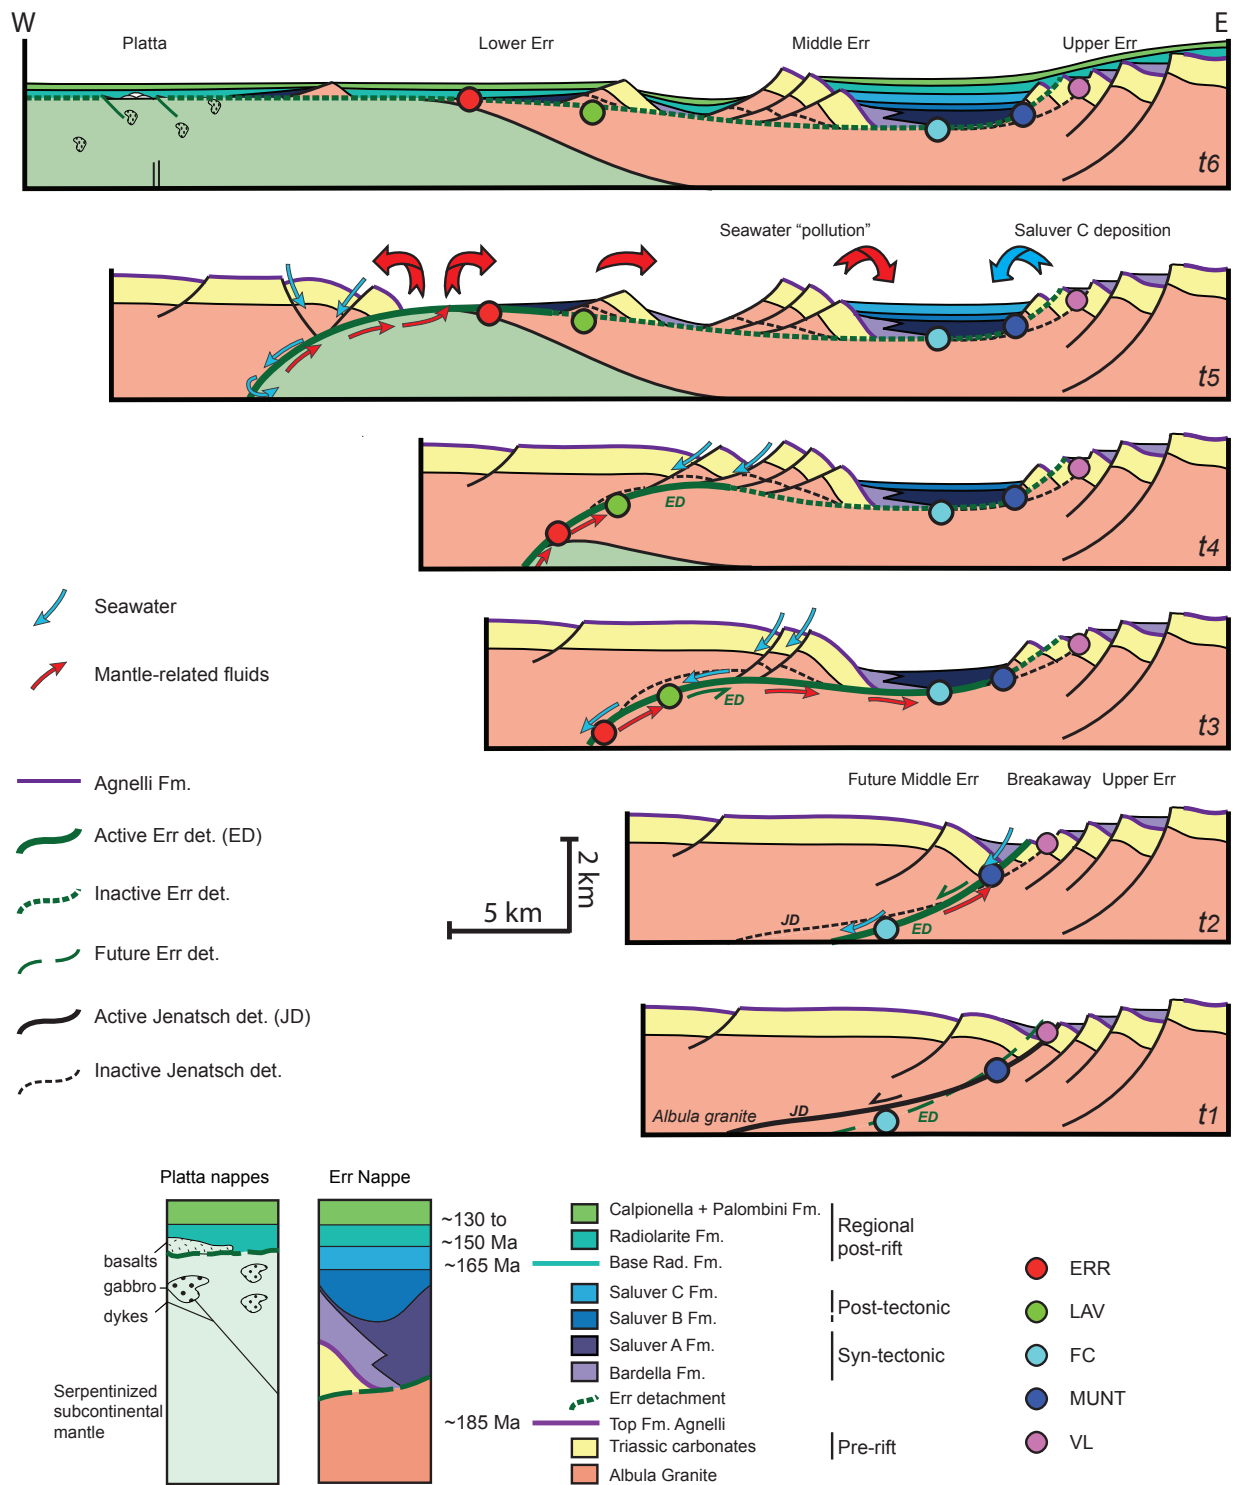 W
E
Platta
Lower Err
Middle Err
Upper Err
t6
Seawater “pollution”
Saluver C deposition
t5
ED
t4
Seawater
Mantle-related fluids
ED
t3
Agnelli Fm.
Active Err det. (ED)
Inactive Err det.
Future Err det.
Active Jenatsch det. (JD)
Inactive Jenatsch det.
2 km
5 km
Future Middle Err
Breakaway
Upper Err
JD
ED
t2
Albula granite
JD
ED
t1
Platta nappes
Err Nappe
basalts
gabbro
dykes
Serpentinized
subcontinental
mantle
~130 to
~150 Ma
~165 Ma
~185 Ma
Calpionella + Palombini Fm.
Radiolarite Fm.
Base Rad. Fm.
Saluver C Fm.
Saluver B Fm.
Saluver A Fm.
Bardella Fm.
Err detachment
Top Fm. Agnelli
Triassic carbonates
Albula Granite
Regional
post-rift
Post-tectonic
Syn-tectonic
Pre-rift
ERR
LAV
FC
MUNT
VL